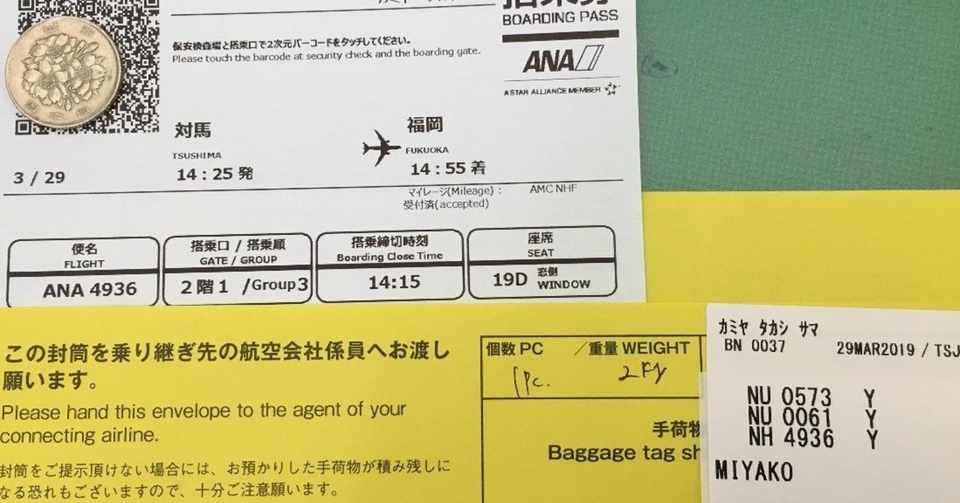 BOARDING PASS
保安検査場と搭乗口で2次元バーコードをタッチしてください。
Please touch the barcode at security check and the boarding gate.
ANA
A STAR ALLIANCE MEMBER
対馬
福岡
TSUSHIMA
FUKUOKA
3 / 29
14:25 発
14:55 着
マイレージ(Mileage) : AMC NHF
受付済(accepted)
便名
FLIGHT
ANA 4936
搭乗口 / 搭乗順
GATE / GROUP
2階1 /Group3
搭乗締切時刻
Boarding Close Time
14:15
座席
SEAT
19D 窓側 WINDOW
この封筒を乗り継ぎ先の航空会社係員へお渡し
願います。
Please hand this envelope to the agent of your
connecting airline.
封筒をご提示頂けない場合には、お預かりした手荷物が積み残しに
なる恐れもございますので、十分ご注意願います。
個数 PC ／重量 WEIGHT
1pc. 2Kg
手荷物
Baggage tag sh
カミヤ タカシ サマ
BN 0037 29MAR2019 / TSJ
NU 0573 Y
NU 0061 Y
NH 4936 Y
MIYAKO